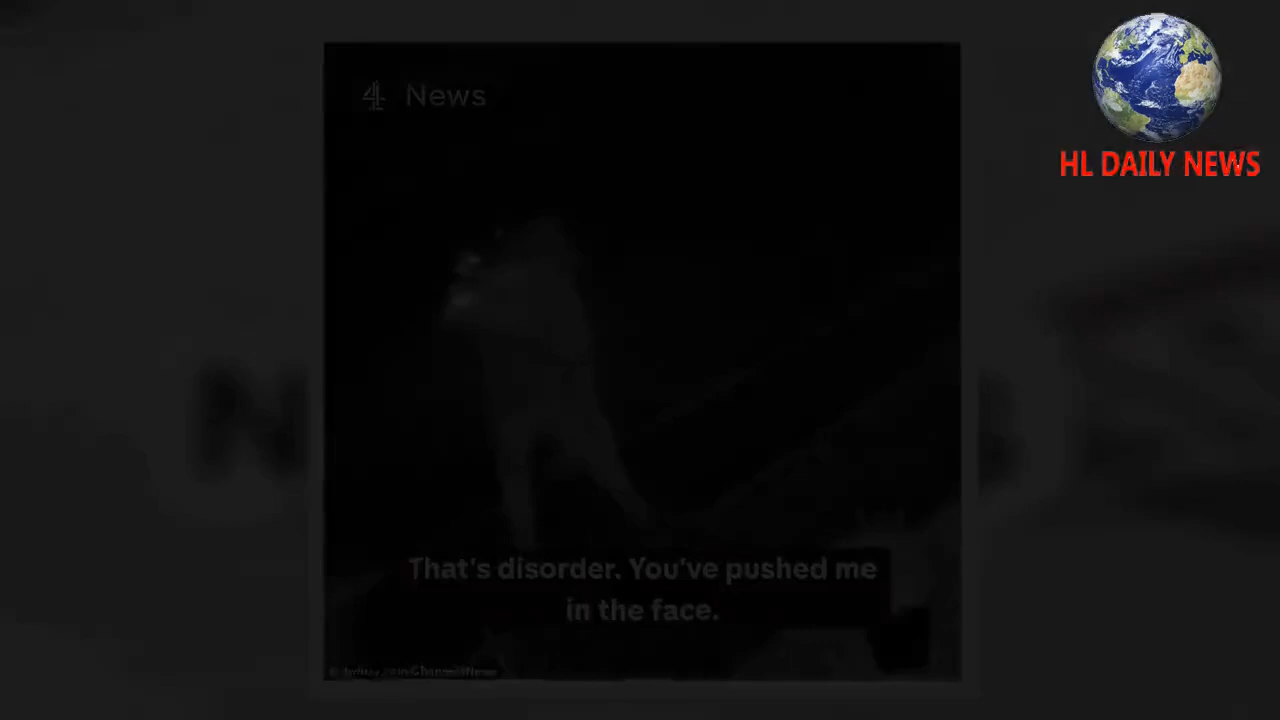 4 News
HL DAILY NEWS
That's disorder. You've pushed me
in the face.